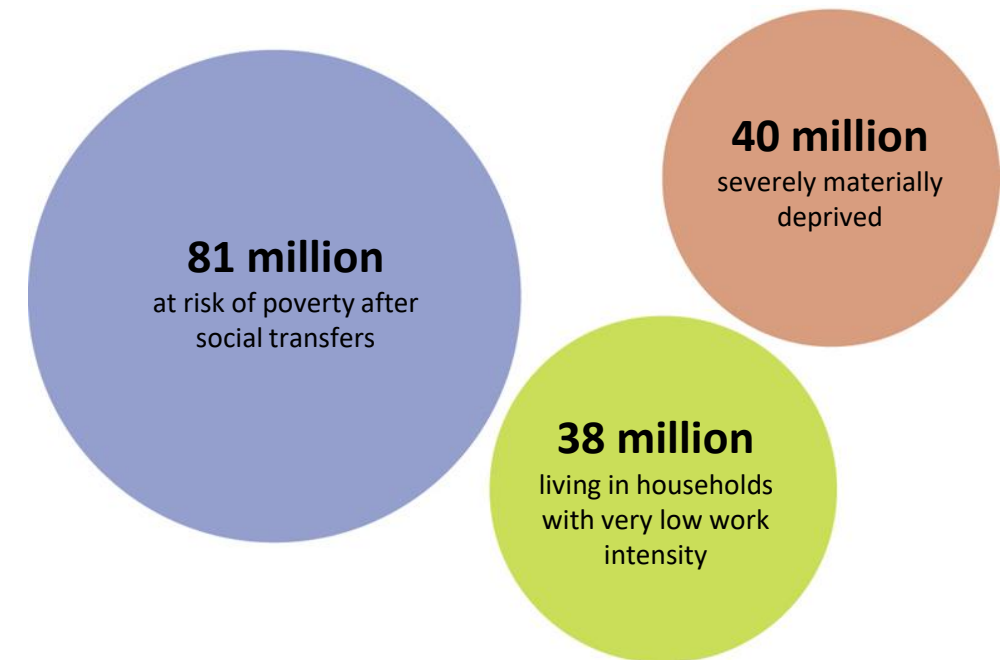 81 million
at risk of poverty after
social transfers
40 million
severely materially
deprived
38 million
living in households
with very low work
intensity